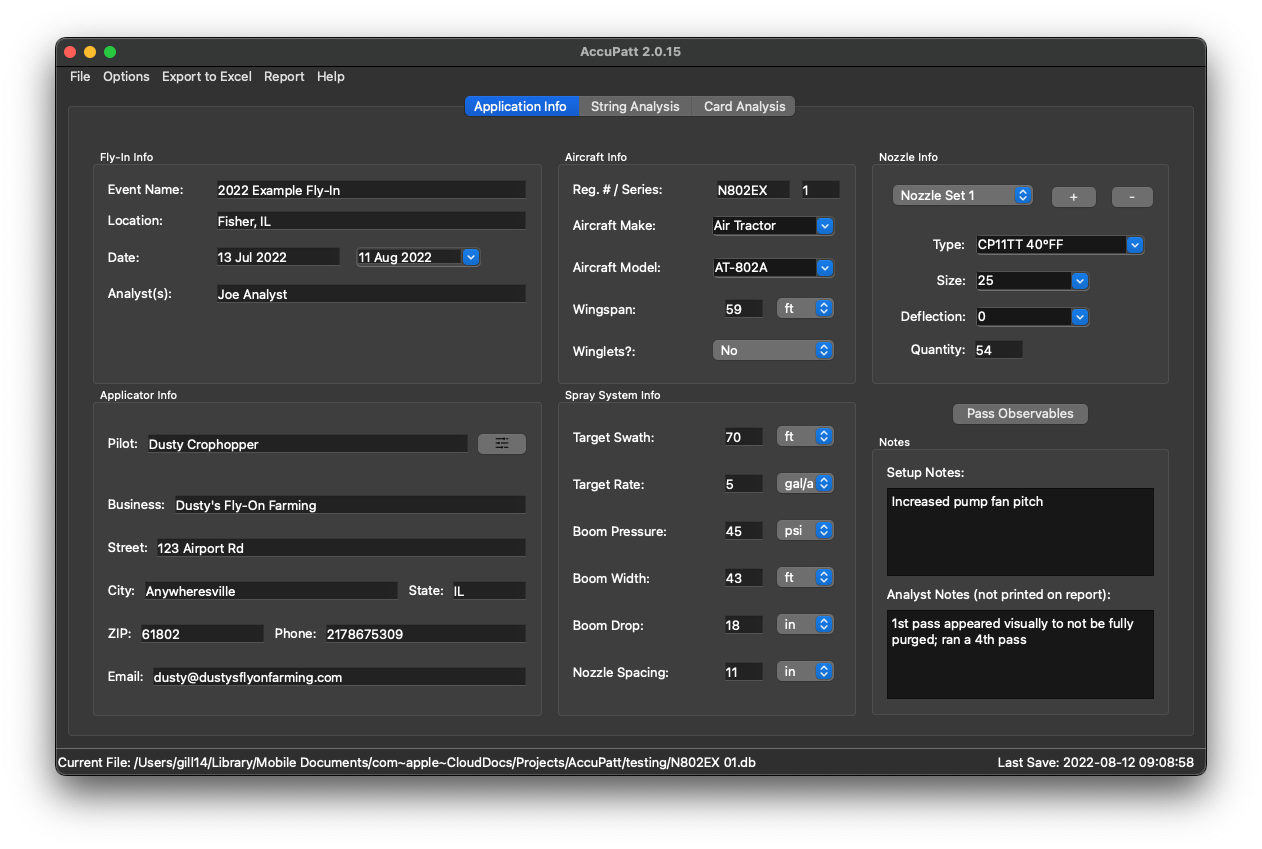 AccuPatt 2.0.15
File Options Export to Excel Report Help
Application Info String Analysis Card Analysis
Fly-In Info
Event Name: 2022 Example Fly-In
Location: Fisher, IL
Date: 13 Jul 2022 11 Aug 2022
Analyst(s): Joe Analyst
Aircraft Info
Reg. # / Series: N802EX 1
Aircraft Make: Air Tractor
Aircraft Model: AT-802A
Wingspan: 59 ft
Winglets?: No
Nozzle Info
Nozzle Set 1 + -
Type: CP11TT 40°FF
Size: 25
Deflection: 0
Quantity: 54
Applicator Info
Pilot: Dusty Crophopper
Business: Dusty's Fly-On Farming
Street: 123 Airport Rd
City: Anywheresville State: IL
ZIP: 61802 Phone: 2178675309
Email: dusty@dustysflyonfarming.com
Spray System Info
Target Swath: 70 ft
Target Rate: 5 gal/a
Boom Pressure: 45 psi
Boom Width: 43 ft
Boom Drop: 18 in
Nozzle Spacing: 11 in
Pass Observables
Notes
Setup Notes:
Increased pump fan pitch
Analyst Notes (not printed on report):
1st pass appeared visually to not be fully
purged; ran a 4th pass
Current File: /Users/gill14/Library/Mobile Documents/com~apple~CloudDocs/Projects/AccuPatt/testing/N802EX 01.db Last Save: 2022-08-12 09:08:58